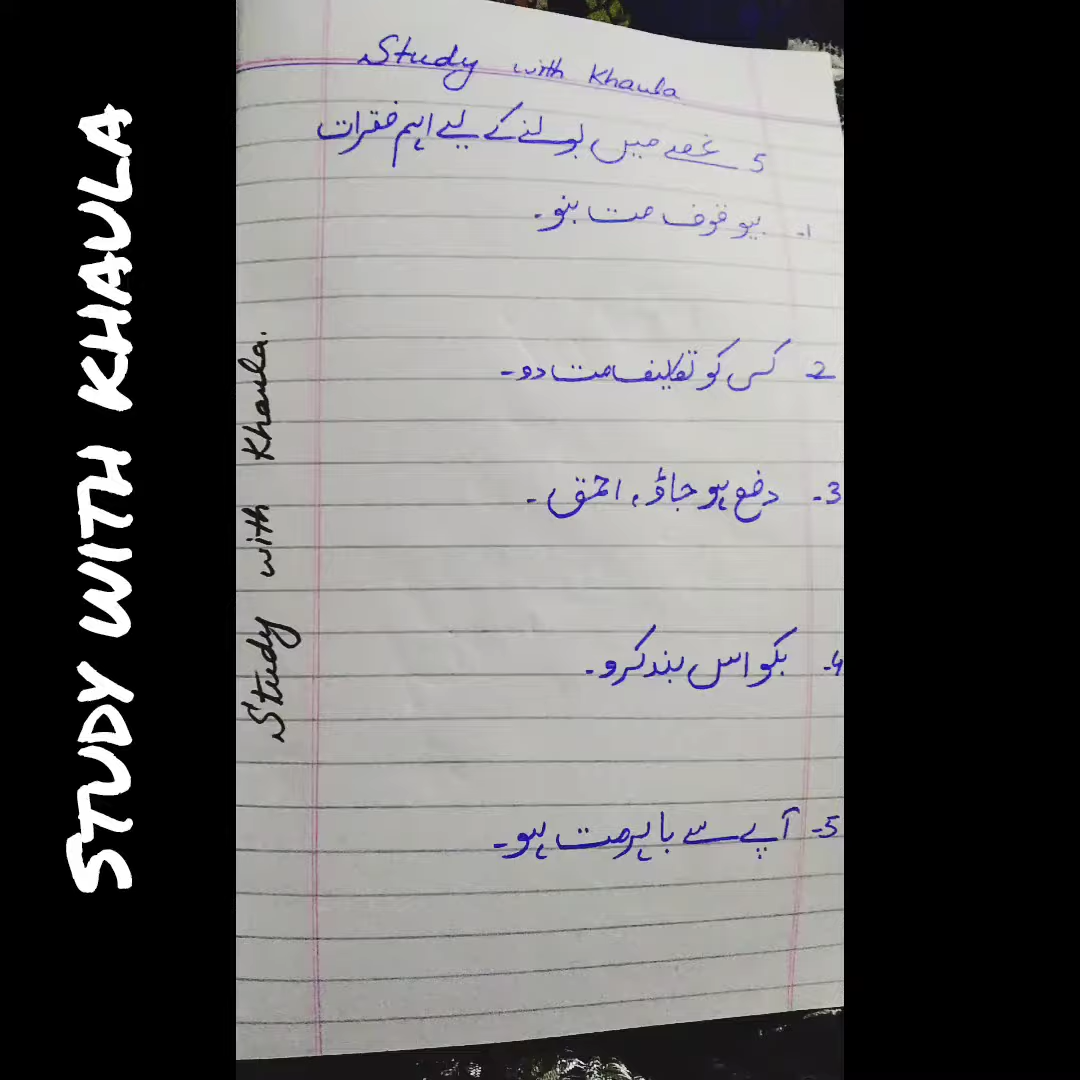 STUDY WITH KHAULA
Study with Khaula
5 غصے میں بولنے کے لیے اہم فقرات
1. بیوقوف مت بنو۔
2 کسی کو تکلیف مت دو۔
3. دفع ہو جاؤ، احمق۔
4. بکواس بند کرو۔
5. آپے سے باہر مت ہو۔
Study with Khaula.